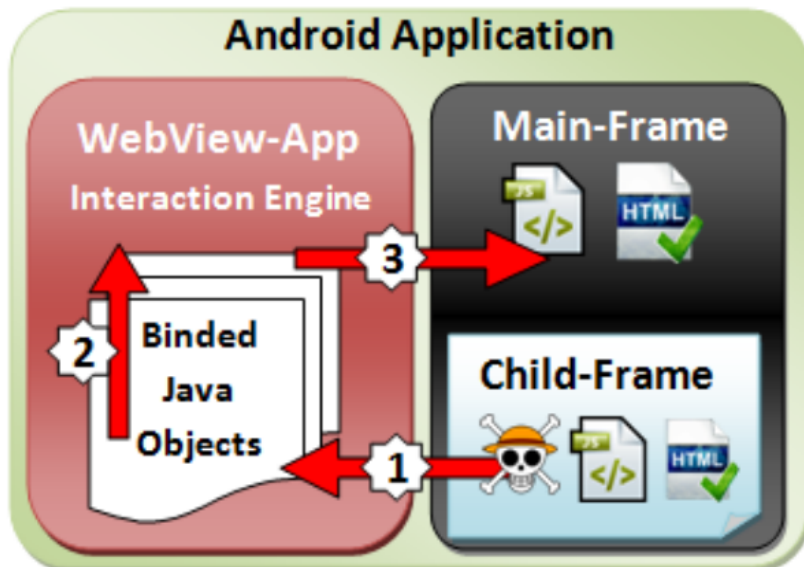 Android Application
WebView-App
Interaction Engine
Binded
Java
Objects
1
2
3
Main-Frame
JS
</>
HTML
Child-Frame
JS
</>
HTML